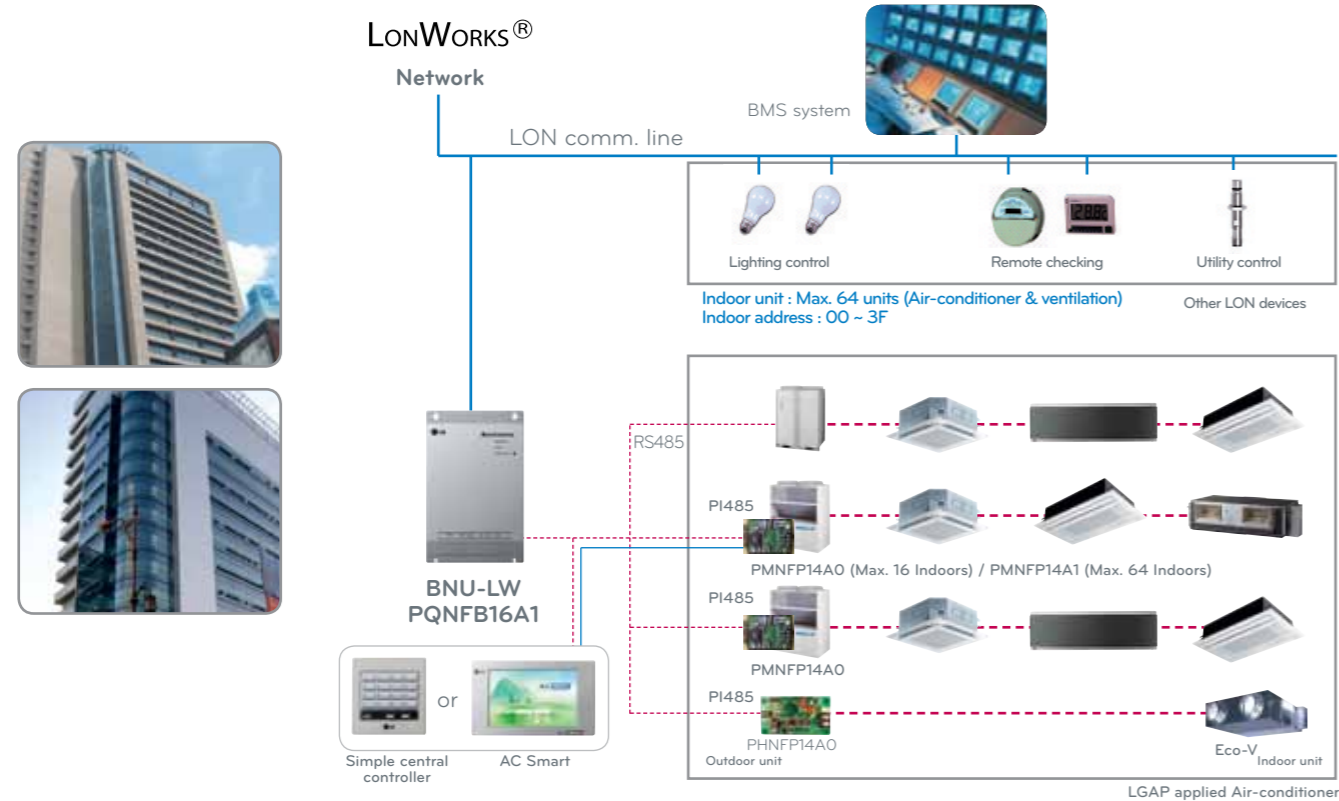 LONWORKS®
Network
BMS system
LON comm. line
Lighting control
Remote checking
Utility control
Indoor unit : Max. 64 units (Air-conditioner & ventilation)
Indoor address : 00 ~ 3F
Other LON devices
RS485
PI485
PMNFP14A0 (Max. 16 Indoors) / PMNFP14A1 (Max. 64 Indoors)
BNU-LW
PQNFB16A1
PI485
PMNFP14A0
or
PI485
PHNFP14A0
Eco-V
Simple central
controller
AC Smart
Outdoor unit
Indoor unit
LGAP applied Air-conditioner